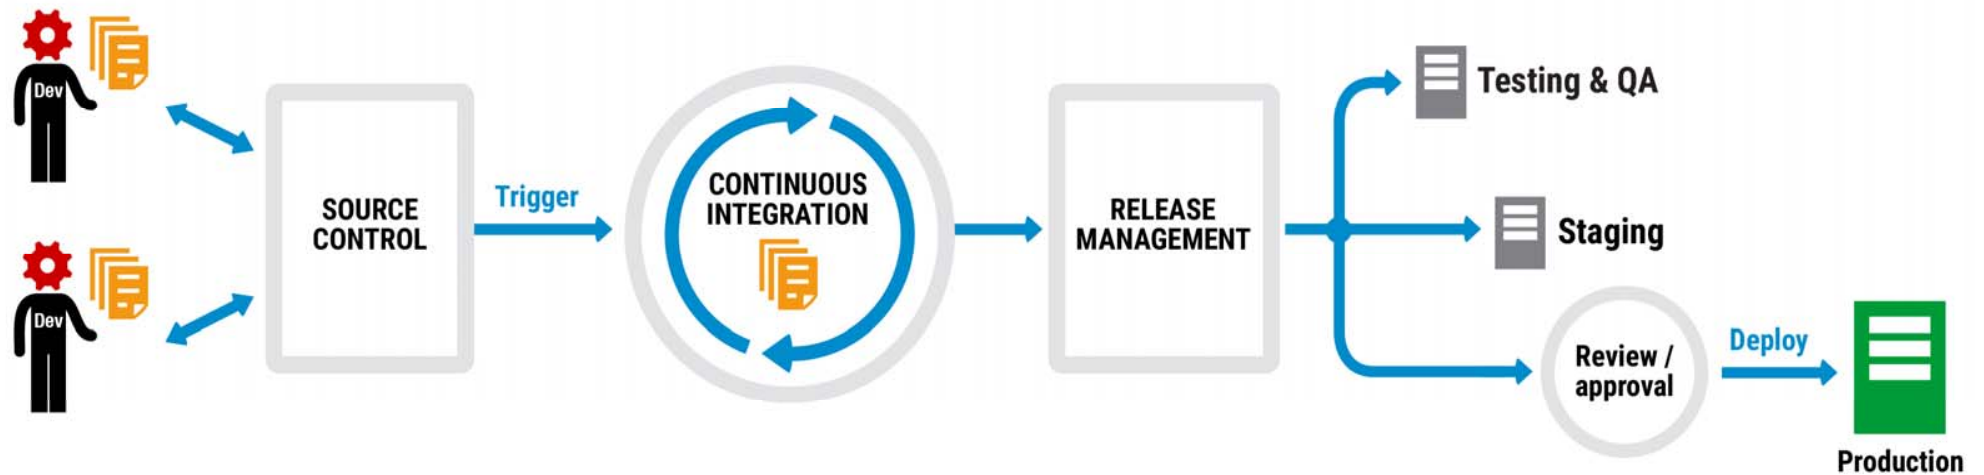 Dev
Dev
SOURCE
CONTROL
Trigger
CONTINUOUS
INTEGRATION
RELEASE
MANAGEMENT
Testing & QA
Staging
Review /
approval
Deploy
Production